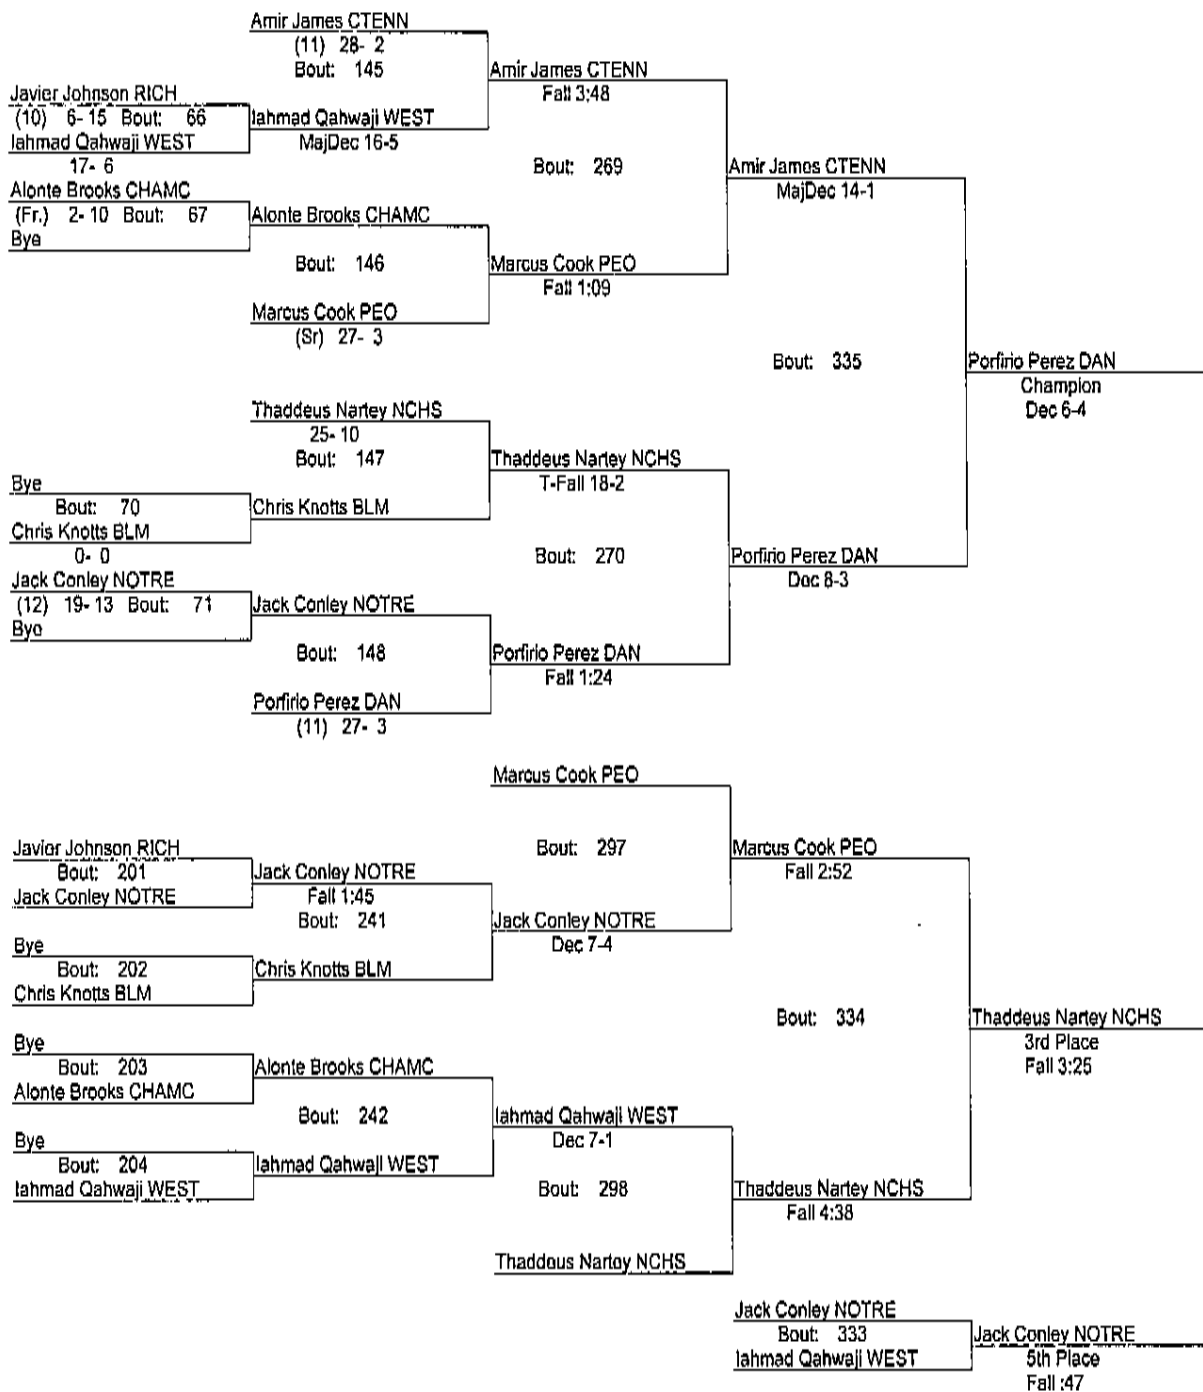 Amir James CTENN
(11) 28- 2
Bout: 145
Amir James CTENN
Fall 3:48
Javier Johnson RICH
(10) 6- 15 Bout: 66
Iahmad Qahwaji WEST
17- 6
Iahmad Qahwaji WEST
MajDec 16-5
Bout: 269
Amir James CTENN
MajDec 14-1
Alonte Brooks CHAMC
(Fr.) 2- 10 Bout: 67
Bye
Alonte Brooks CHAMC
Bout: 146
Marcus Cook PEO
Fall 1:09
Marcus Cook PEO
(Sr) 27- 3
Bout: 335
Porfirio Perez DAN
Champion
Dec 6-4
Thaddeus Nartey NCHS
25- 10
Bout: 147
Thaddeus Nartey NCHS
T-Fall 18-2
Bye
Bout: 70
Chris Knotts BLM
0- 0
Chris Knotts BLM
Bout: 270
Porfirio Perez DAN
Dec 8-3
Jack Conley NOTRE
(12) 19- 13 Bout: 71
Bye
Jack Conley NOTRE
Bout: 148
Porfirio Perez DAN
Fall 1:24
Porfirio Perez DAN
(11) 27- 3
Marcus Cook PEO
Bout: 297
Marcus Cook PEO
Fall 2:52
Javier Johnson RICH
Bout: 201
Jack Conley NOTRE
Jack Conley NOTRE
Fall 1:45
Bout: 241
Jack Conley NOTRE
Dec 7-4
Bye
Bout: 202
Chris Knotts BLM
Chris Knotts BLM
Bout: 334
Thaddeus Nartey NCHS
3rd Place
Fall 3:25
Bye
Bout: 203
Alonte Brooks CHAMC
Alonte Brooks CHAMC
Bout: 242
Iahmad Qahwaji WEST
Dec 7-1
Bye
Bout: 204
Iahmad Qahwaji WEST
Iahmad Qahwaji WEST
Bout: 298
Thaddeus Nartey NCHS
Fall 4:38
Thaddeus Nartey NCHS
Jack Conley NOTRE
Bout: 333
Iahmad Qahwaji WEST
Jack Conley NOTRE
5th Place
Fall :47